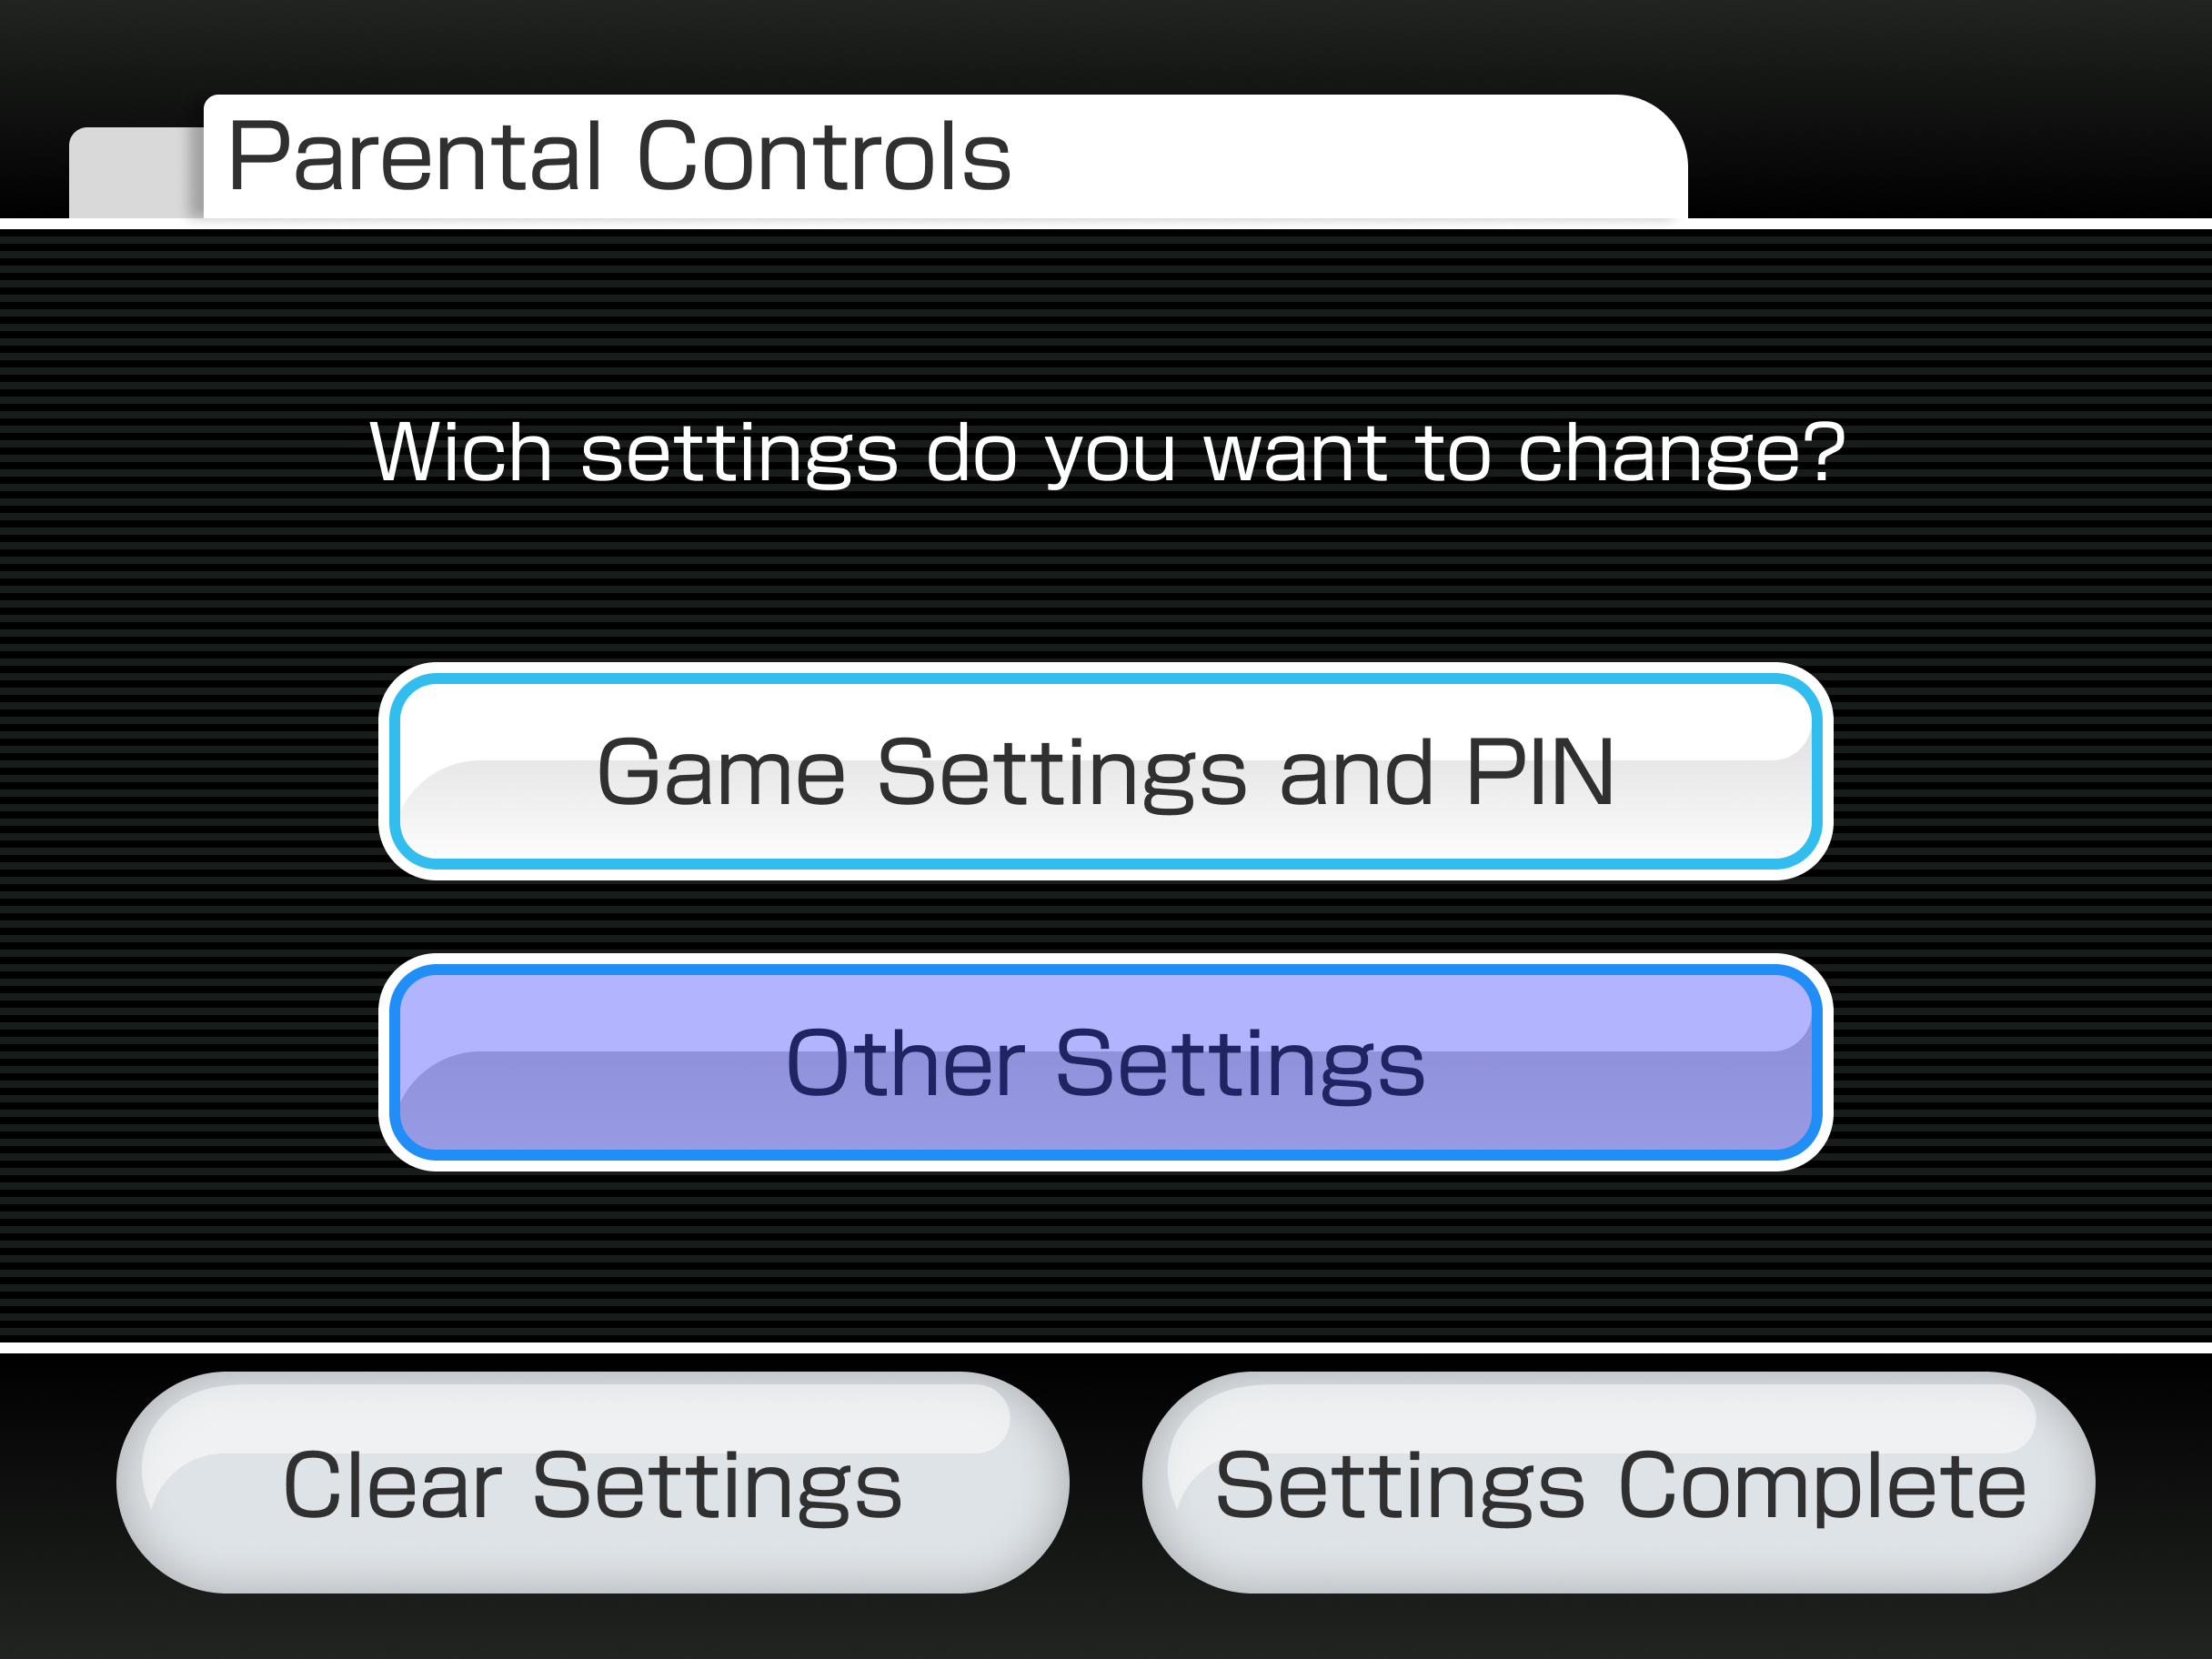 Parental Controls
Wich settings do you want to change?
Game Settings and PIN
Other Settings
Clear Settings
Settings Complete